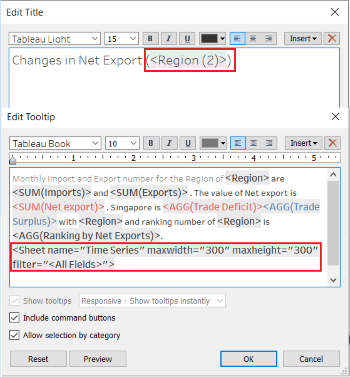 Edit Title
Tableau Light 15 B I U Insert
Changes in Net Export (<Region (2)>)
Edit Tooltip
Tableau Book 10 B I U Insert
1 2 3 4 5
Monthly Import and Export number for the Region of <Region> are
<SUM(Imports)> and <SUM(Exports)> . The value of Net export is
<SUM(Net export)>. Singapore is <AGG(Trade Deficit)><AGG(Trade
Surplus)> with <Region> and ranking number of <Region> is
<AGG(Ranking by Net Exports)>.
<Sheet name="Time Series" maxwidth="300" maxheight="300"
filter="<All Fields>">
Show tooltips Responsive - Show tooltips instantly
Include command buttons
Allow selection by category
Reset Preview OK Cancel